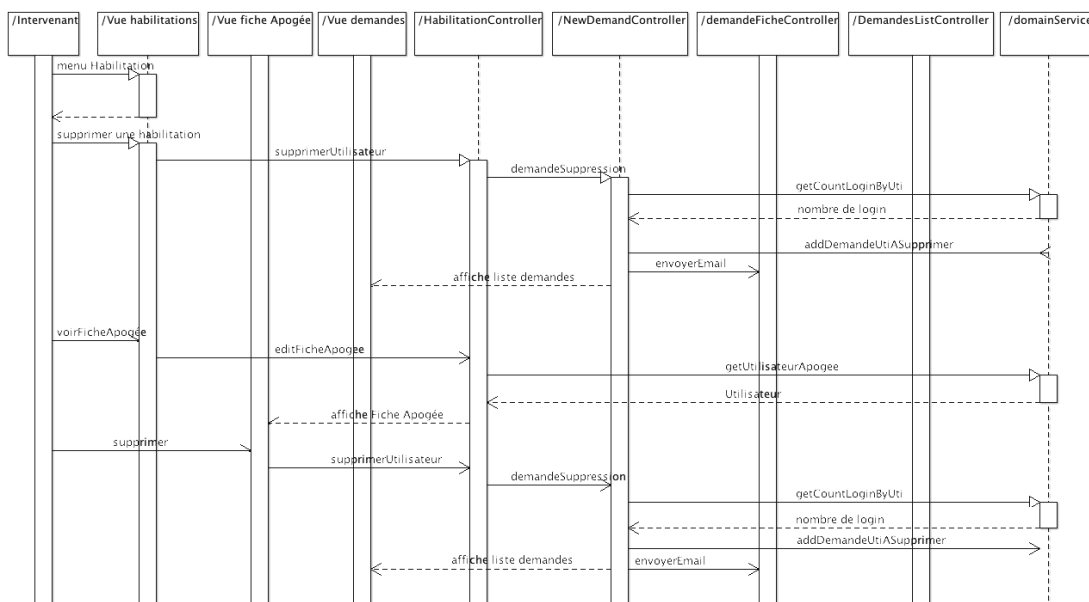 /Intervenant
/Vue habilitations
/Vue fiche Apogée
/Vue demandes
/HabilitationController
/NewDemandController
/demandeFicheController
/DemandesListController
/domainService
menu Habilitation
supprimer une habilitation
supprimerUtilisateur
demandeSuppression
getCountLoginByUti
nombre de login
addDemandeUtiASupprimer
envoyerEmail
affiche liste demandes
voirFicheApogée
editFicheApogee
getUtilisateurApogee
Utilisateur
affiche Fiche Apogée
supprimer
supprimerUtilisateur
demandeSuppression
getCountLoginByUti
nombre de login
addDemandeUtiASupprimer
affiche liste demandes
envoyerEmail